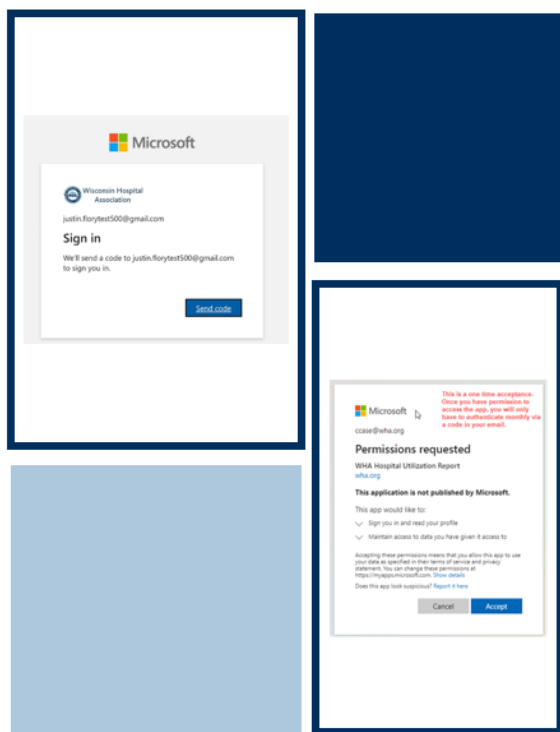 Microsoft
Wisconsin Hospital
Association
justin.florytest500@gmail.com
Sign in
We'll send a code to justin.florytest500@gmail.com
to sign you in.
Send code
This is a one time acceptance.
Once you have permission to
access the app, you will only
have to authenticate monthly via
a code in your email.
Microsoft
ccase@wha.org
Permissions requested
WHA Hospital Utilization Report
wha.org
This application is not published by Microsoft.
This app would like to:
Sign you in and read your profile
Maintain access to data you have given it access to
Accepting these permissions means that you allow this app to use
your data as specified in their terms of service and privacy
statement. You can change these permissions at
https://myapps.microsoft.com. Show details
Does this app look suspicious? Report it here
Cancel Accept